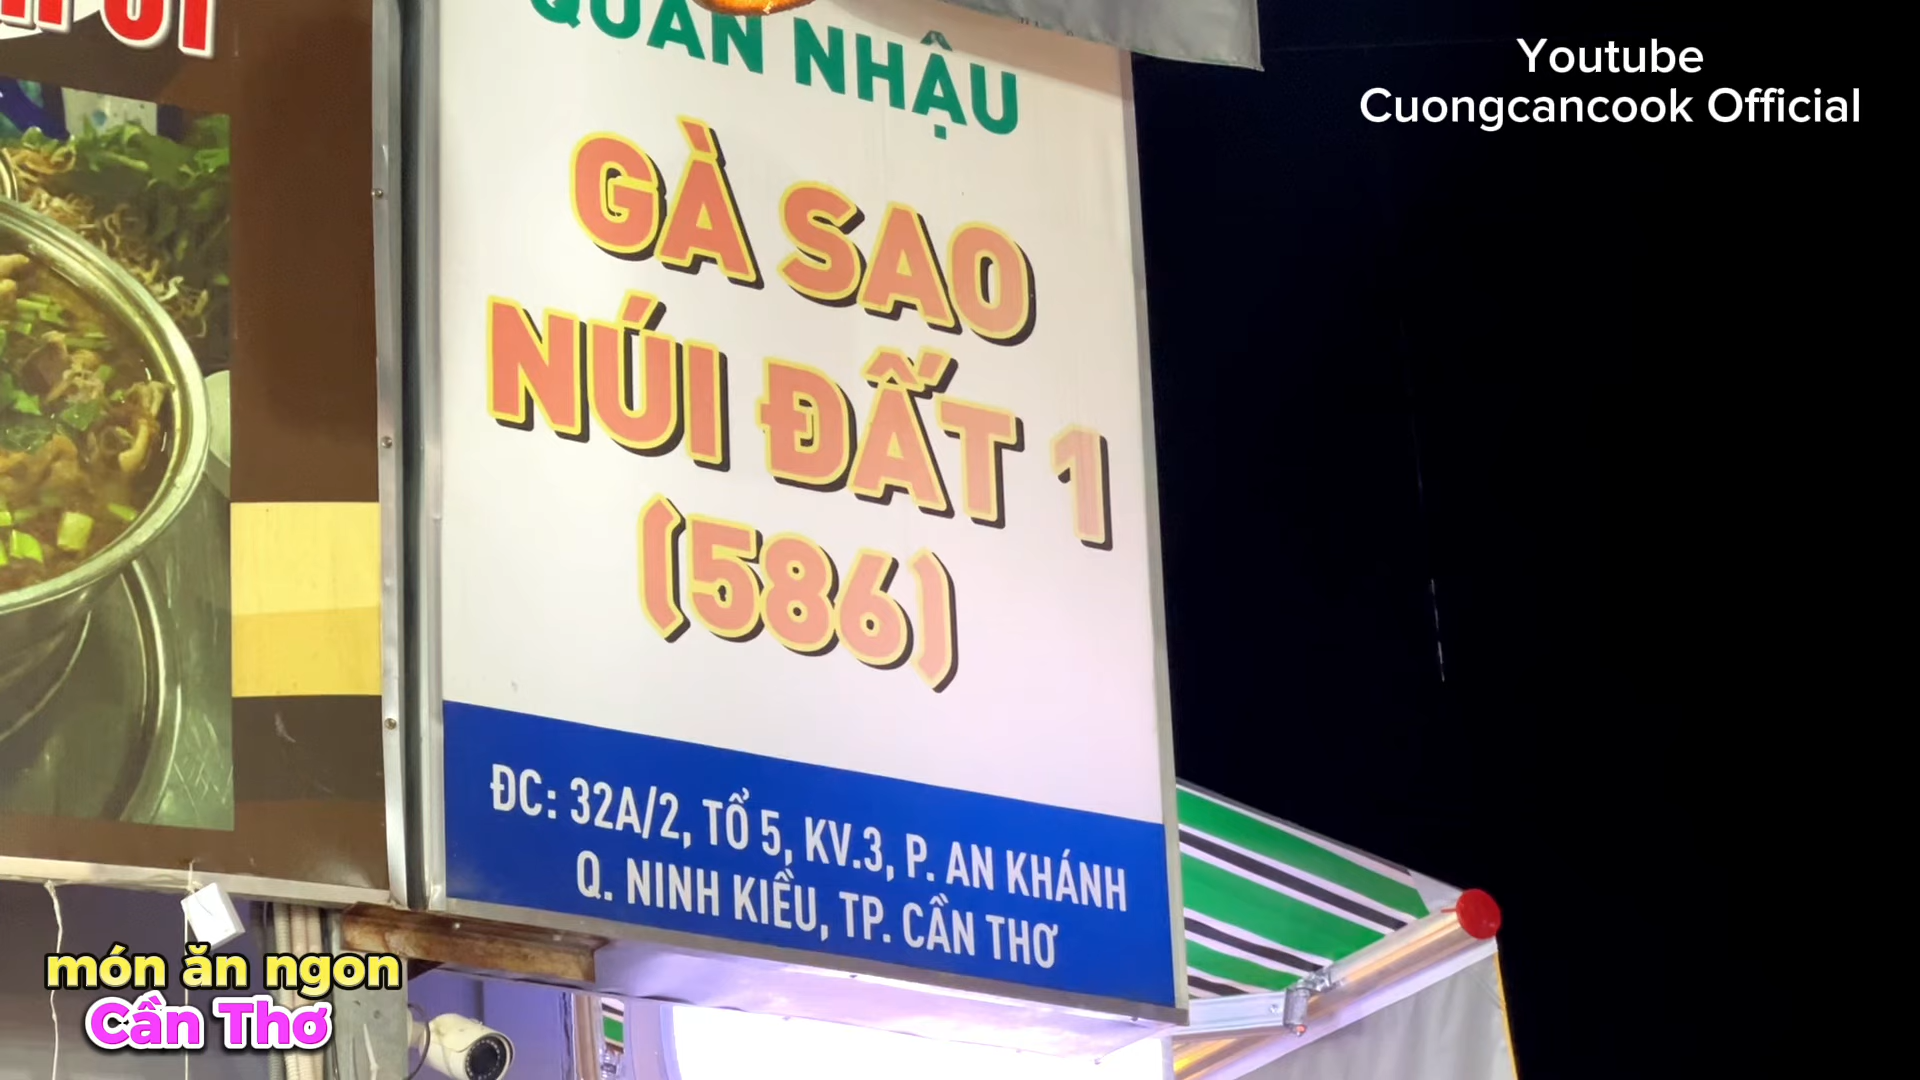 QUÁN NHẬU
GÀ SAO
NÚI ĐẤT 1
(586)
ĐC: 32A/2, TỔ 5, KV.3, P. AN KHÁNH
Q. NINH KIỀU, TP. CẦN THƠ
Youtube
Cuongcancook Official
món ăn ngon
Cần Thơ